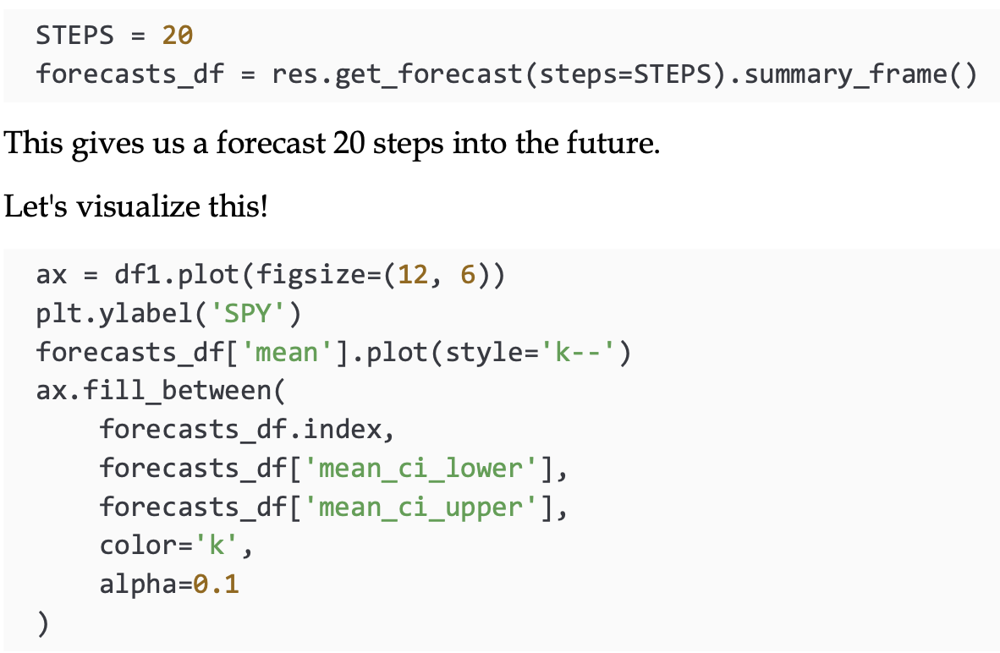 STEPS = 20
forecasts_df = res.get_forecast(steps=STEPS).summary_frame()
This gives us a forecast 20 steps into the future.
Let's visualize this!
ax = df1.plot(figsize=(12, 6))
plt.ylabel('SPY')
forecasts_df['mean'].plot(style='k--')
ax.fill_between(
    forecasts_df.index,
    forecasts_df['mean_ci_lower'],
    forecasts_df['mean_ci_upper'],
    color='k',
    alpha=0.1
)